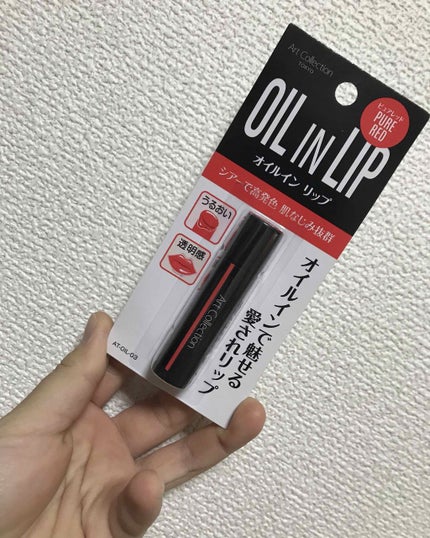 Art Collection
TOKYO
OIL IN LIP
ピュアレッド
PURE
RED
オイルイン リップ
シアーで高発色 肌なじみ抜群
うるおい
透明感
オイルインで魅せる
愛されリップ
Art Collection
AT-OIL-03